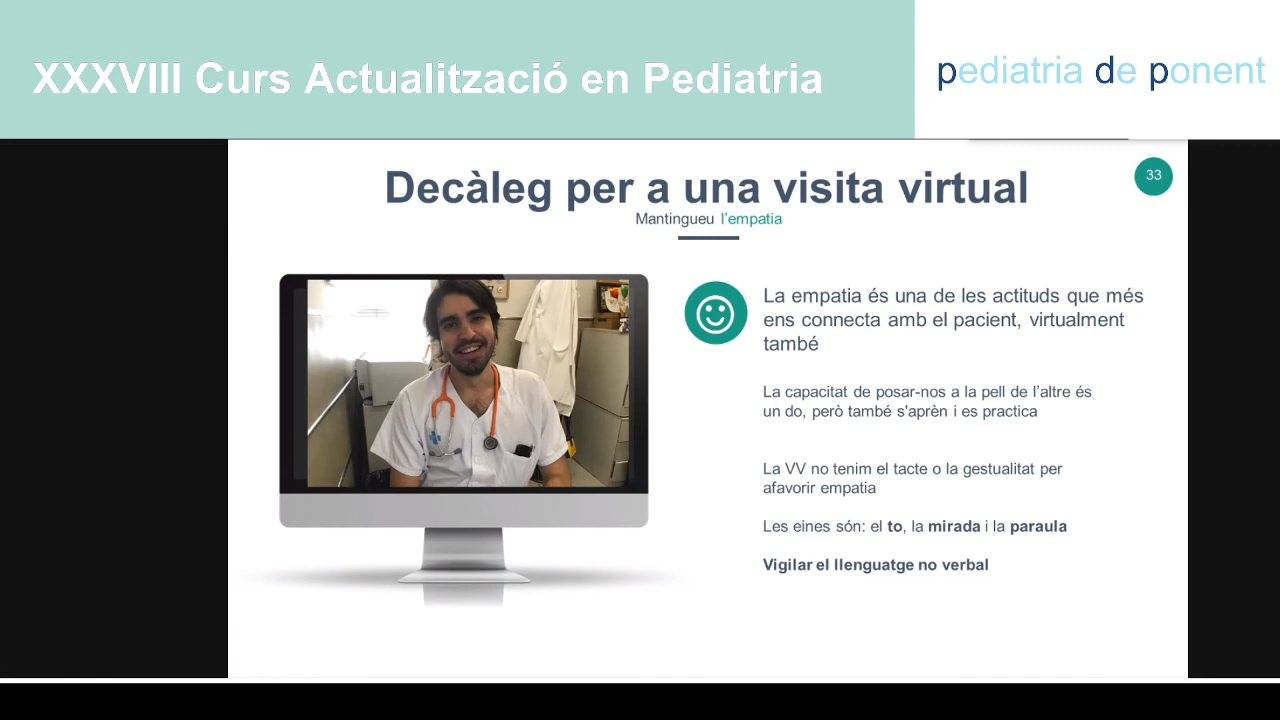 XXXVIII Curs Actualització en Pediatria
pediatria de ponent
Decàleg per a una visita virtual
33
Mantingueu l'empatia
La empatia és una de les actituds que més
ens connecta amb el pacient, virtualment
també
La capacitat de posar-nos a la pell de l'altre és
un do, però també s'aprèn i es practica
La VV no tenim el tacte o la gestualitat per
afavorir empatia
Les eines són: el to, la mirada i la paraula
Vigilar el llenguatge no verbal